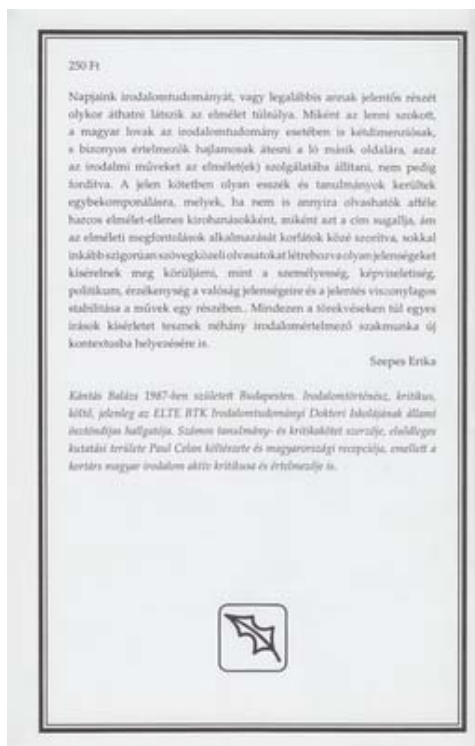 250 Ft
Napjaink irodalomtudományát, vagy legalábbis annak jelentős részét
olykor áthatni látszik az elmélet túlsúlya. Miként az lenni szokott,
a magyar lovak az irodalomtudomány esetében is kétdimenziósak,
s bizonyos értelmezők hajlamosak átesni a ló másik oldalára, azaz
az irodalmi műveket az elmélet(ek) szolgálatába állítani, nem pedig
fordítva. A jelen kötetben olyan esszék és tanulmányok kerültek
egybekomponálásra, melyek, ha nem is annyira olvashatók afféle
harcos elmélet-ellenes kirohanásokként, miként azt a cím sugallja, ám
az elméleti megfontolások alkalmazását korlátok közé szorítva, sokkal
inkább szigorúan szövegközeli olvasatokat létrehozva olyan jelenségeket
kísérelnek meg körüljárni, mint a személyesség, képviseletiség,
politikum, érzékenység a valóság jelenségeire és a jelentés viszonylagos
stabilitása a művek egy részében.. Mindezen a törekvéseken túl egyes
írások kísérletet tesznek néhány irodalomértelmező szakmunka új
kontextusba helyezésére is.
Szepes Erika
Kántás Balázs 1987-ben született Budapesten. Irodalomtörténész, kritikus,
költő, jelenleg az ELTE BTK Irodalomtudományi Doktori Iskolájának állami
ösztöndíjas hallgatója. Számos tanulmány- és kritikakötet szerzője, elsődleges
kutatási területe Paul Celan költészete és magyarországi recepciója, emellett a
kortárs magyar irodalom aktív kritikusa és értelmezője is.